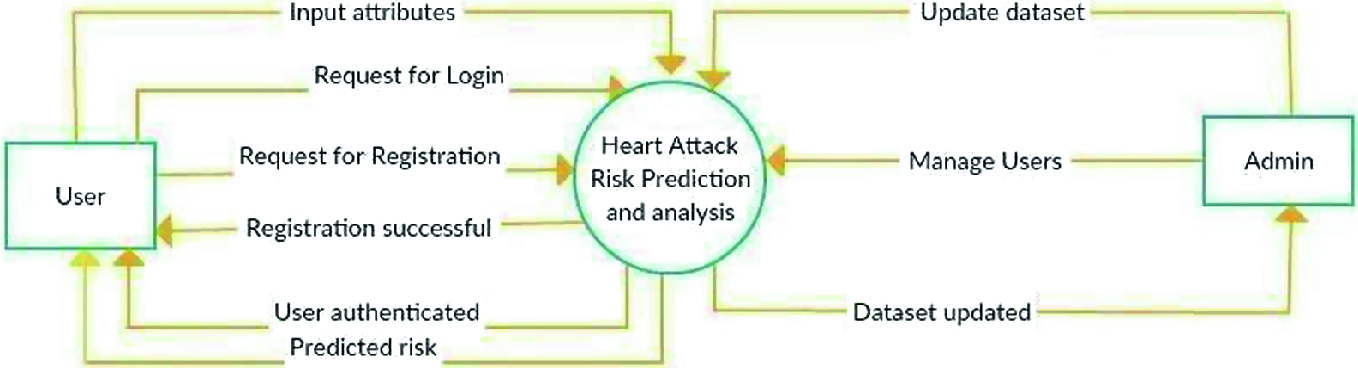 Input attributes
Update dataset
Request for Login
Request for Registration
Heart Attack
Risk Prediction
and analysis
Manage Users
Admin
User
Registration successful
User authenticated
Dataset updated
Predicted risk